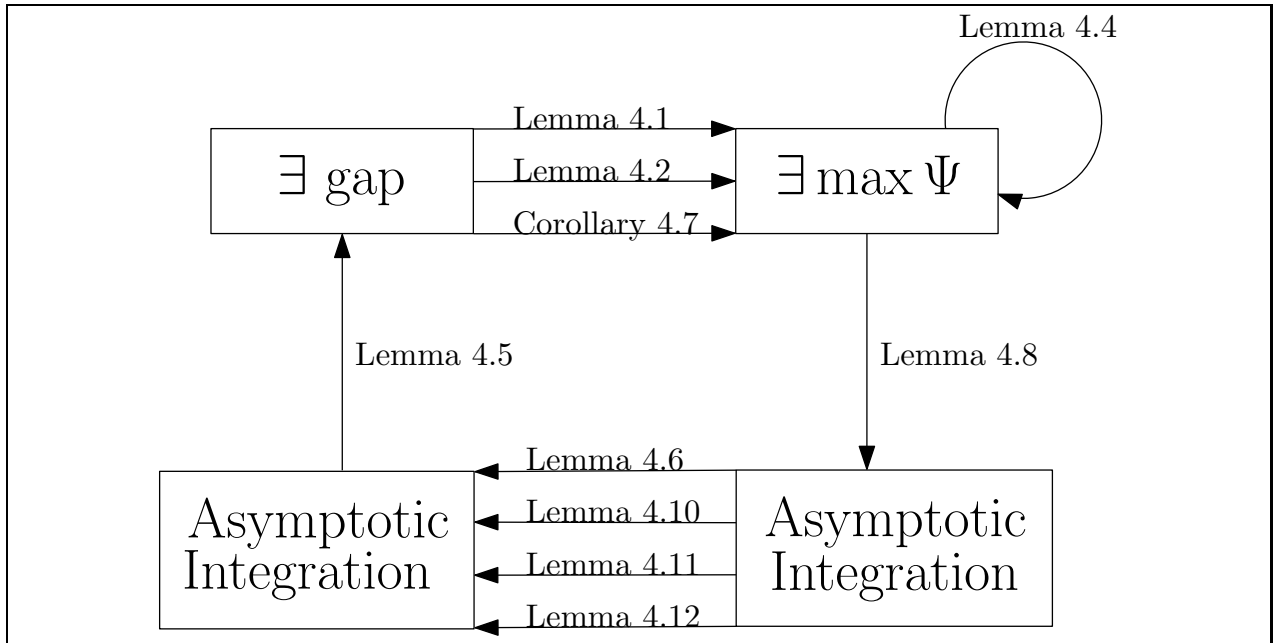 Lemma 4.4
Lemma 4.1
∃ gap
Lemma 4.2
∃ max Ψ
Corollary 4.7
Lemma 4.5
Lemma 4.8
Lemma 4.6
Asymptotic
Integration
Lemma 4.10
Lemma 4.11
Lemma 4.12
Asymptotic
Integration